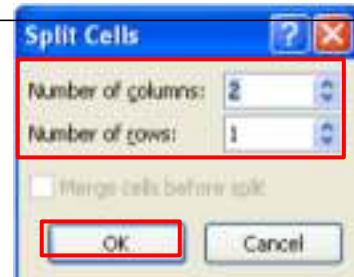 Split Cells
Number of columns: 2
Number of rows: 1
Merge cells before split
OK Cancel